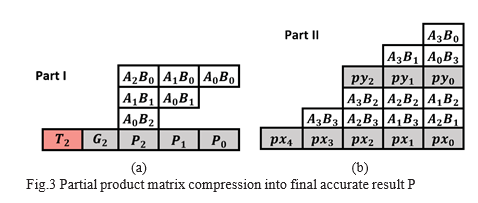 Part I
A₂B₀ A₁B₀ A₀B₀
A₁B₁ A₀B₁
A₀B₂
T₂ G₂ P₂ P₁ P₀
(a)
Part II
A₃B₀
A₃B₁ A₀B₃
py₂ py₁ py₀
A₃B₂ A₂B₂ A₁B₂
A₃B₃ A₂B₃ A₁B₃ A₂B₁
px₄ px₃ px₂ px₁ px₀
(b)
Fig.3 Partial product matrix compression into final accurate result P